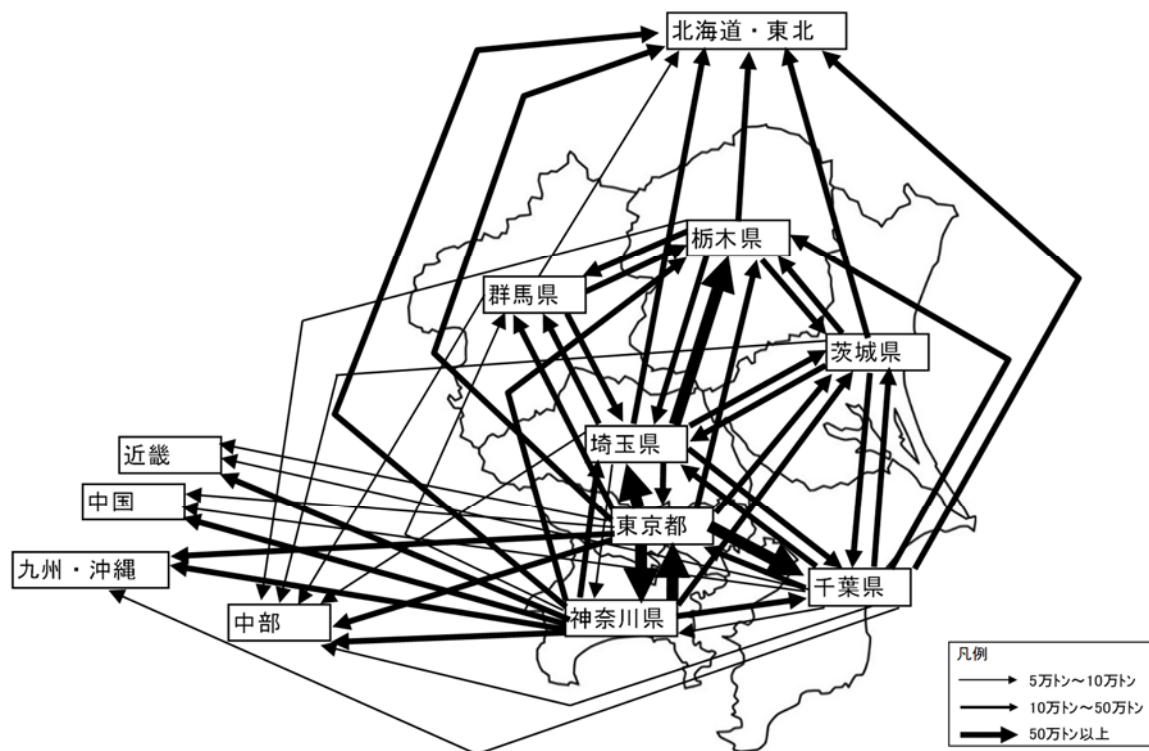 北海道・東北
栃木県
群馬県
茨城県
埼玉県
近畿
中国
東京都
九州・沖縄
千葉県
中部
神奈川県
凡例
5万トン～10万トン
10万トン～50万トン
50万トン以上